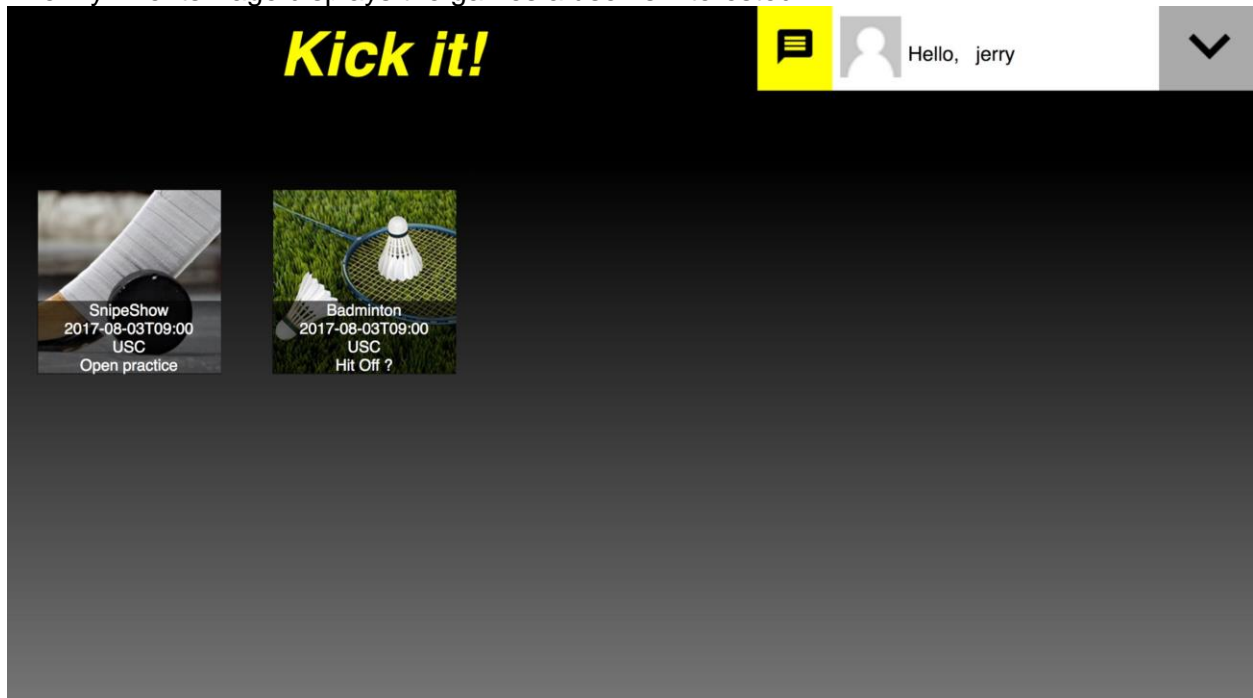 Kick it!
Hello, jerry
SnipeShow
2017-08-03T09:00
USC
Open practice
Badminton
2017-08-03T09:00
USC
Hit Off ?